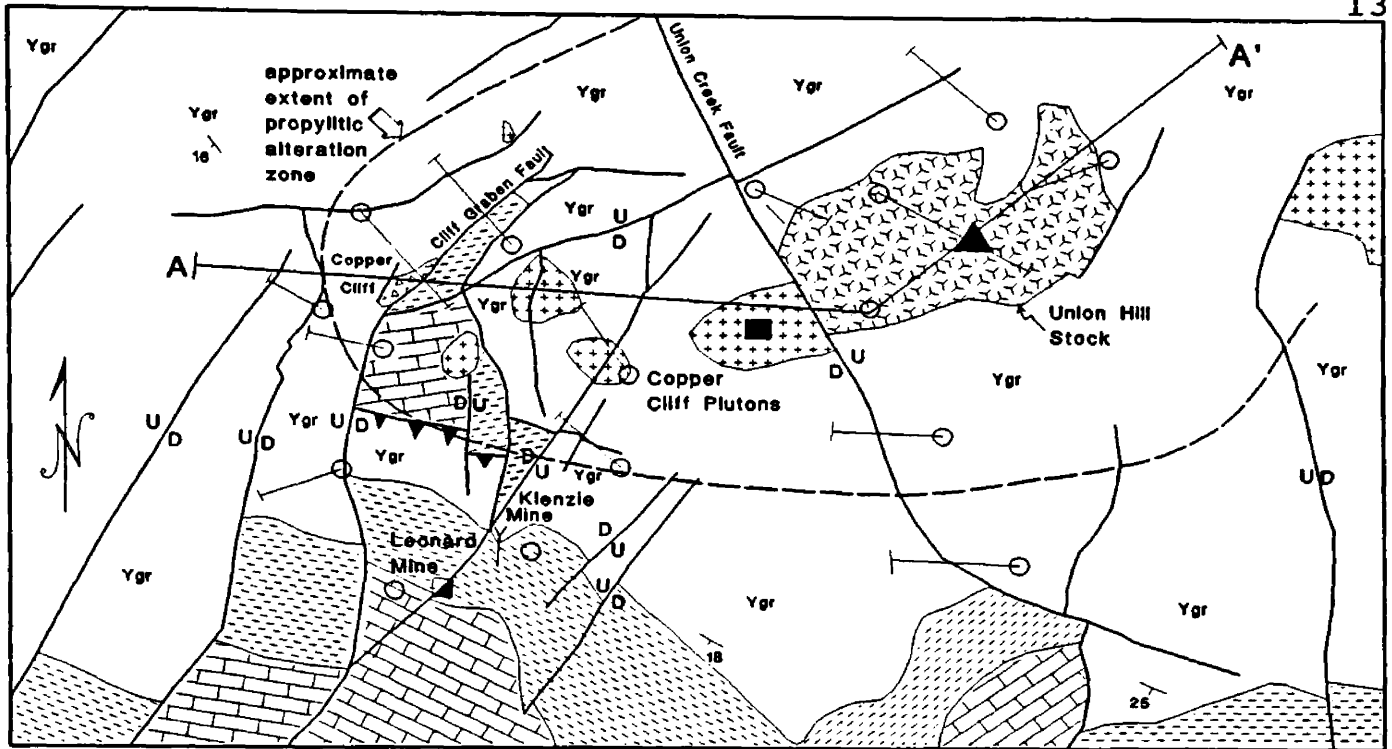 13
Ygr
approximate
extent of
propylitic
alteration
zone
Ygr
16
Ygr
Union Creek Fault
Ygr
A'
Ygr
Cliff Graben Fault
Ygr
U
D
A
Copper
Cliff
Ygr
Ygr
Union Hill
Stock
U
D
Copper
Cliff Plutons
Ygr
Ygr
N
U
D
U
D
Ygr
U
D
D
U
Ygr
D
U
Ygr
U
D
Klenzie
Mine
Leonard
Mine
D
U
U
D
Ygr
Ygr
Ygr
18
25